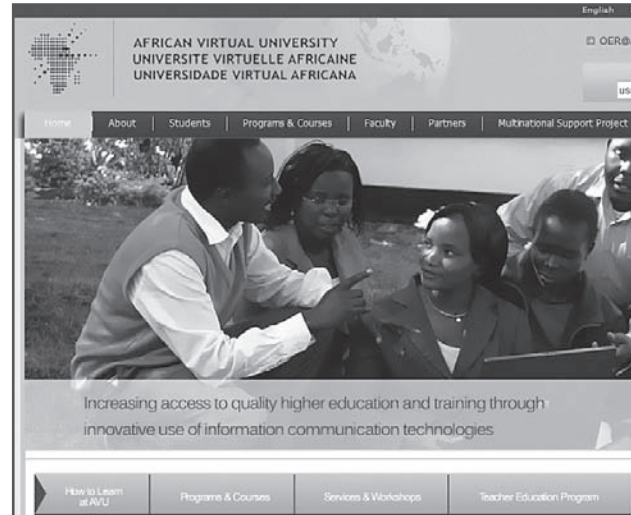 English
AFRICAN VIRTUAL UNIVERSITY
UNIVERSITE VIRTUELLE AFRICAINE
UNIVERSIDADE VIRTUAL AFRICANA
OER@
Home About Students Programs & Courses Faculty Partners Multinational Support Project
Increasing access to quality higher education and training through
innovative use of information communication technologies
How to Learn
at AVU
Programs & Courses Services & Workshops Teacher Education Program